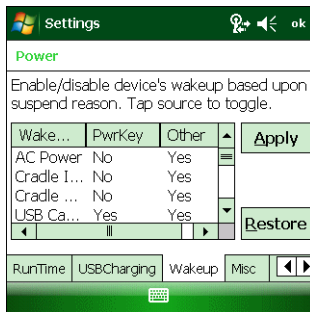 Settings
ok
Power
Enable/disable device's wakeup based upon
suspend reason. Tap source to toggle.
Wake... PwrKey Other
Apply
AC Power No Yes
Cradle I... No Yes
Cradle ... No Yes
USB Ca... Yes Yes
Restore
RunTime USBCharging Wakeup Misc